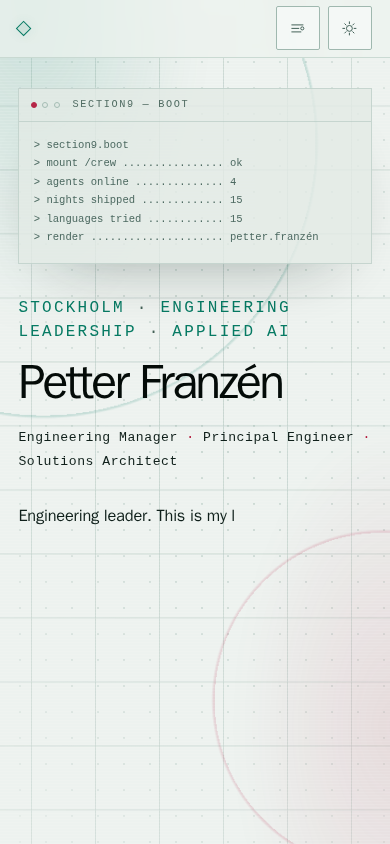 SECTION9 — BOOT
> section9.boot
> mount /crew ................ ok
> agents online .............. 4
> nights shipped ............. 15
> languages tried ............ 15
> render ..................... petter.franzén
STOCKHOLM · ENGINEERING
LEADERSHIP · APPLIED AI
Petter Franzén
Engineering Manager · Principal Engineer ·
Solutions Architect
Engineering leader. This is my l